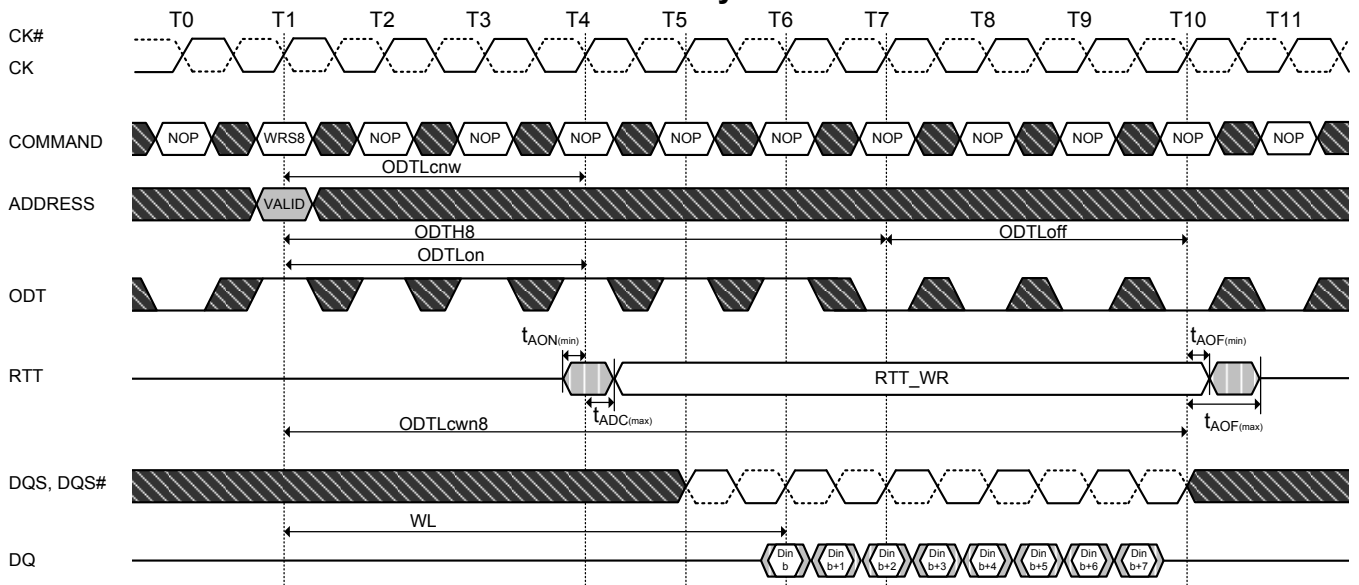 T0 T1 T2 T3 T4 T5 T6 T7 T8 T9 T10 T11
CK#
CK
COMMAND NOP WRS8 NOP NOP NOP NOP NOP NOP NOP NOP NOP NOP
ODTLcnw
ADDRESS VALID
ODTH8 ODTLoff
ODTLon
ODT
tAON(min) tAOF(min)
RTT RTT_WR
tADC(max) tAOF(max)
ODTLcwn8
DQS, DQS#
WL
DQ Din b Din b+1 Din b+2 Din b+3 Din b+4 Din b+5 Din b+6 Din b+7